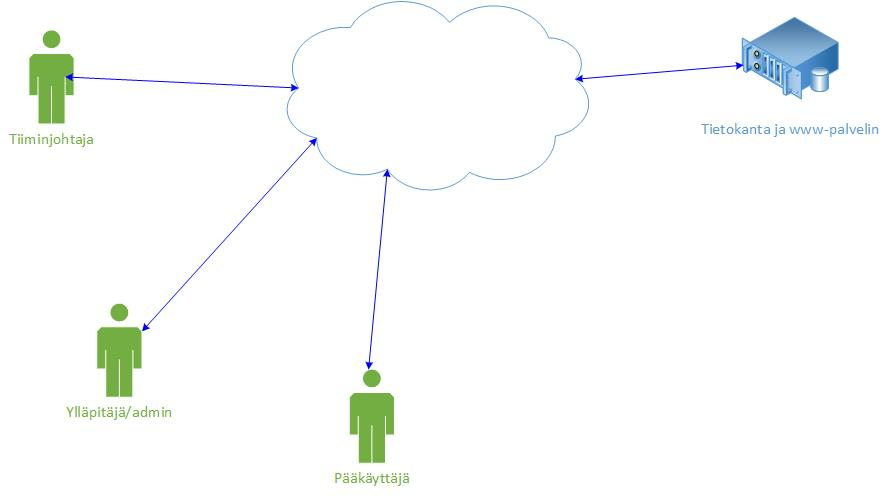 Tiiminjohtaja
Tietokanta ja www-palvelin
Ylläpitäjä/admin
Pääkäyttäjä